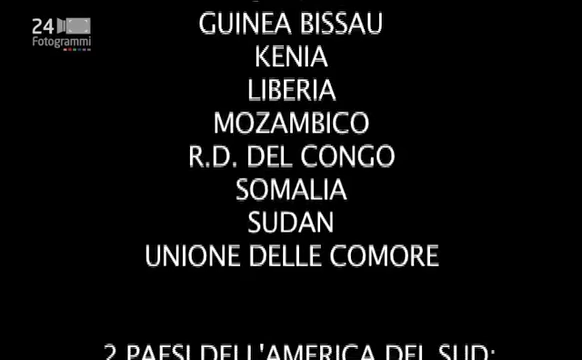 24
Fotogrammi
GUINEA BISSAU
KENIA
LIBERIA
MOZAMBICO
R.D. DEL CONGO
SOMALIA
SUDAN
UNIONE DELLE COMORE
2 PAESI DELL'AMERICA DEL SUD: